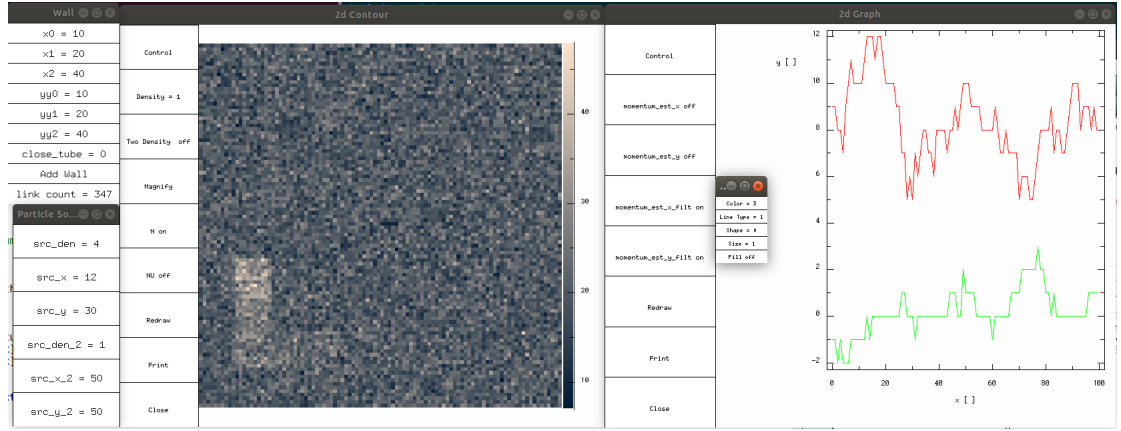 Wall
x0 = 10
x1 = 20
x2 = 40
yy0 = 10
yy1 = 20
yy2 = 40
close_tube = 0
Add Wall
link count = 347
Particle So...
src_den = 4
src_x = 12
src_y = 30
src_den_2 = 1
src_x_2 = 50
src_y_2 = 50
2d Contour
Control
Density = 1
Two Density off
Magnify
N on
NU off
Redraw
Print
Close
40
30
20
10
2d Graph
Control
momentum_est_x off
momentum_est_y off
momentum_est_x_filt on
momentum_est_y_filt on
Redraw
Print
Close
..
Color = 3
Line Type = 1
Shape = 0
Size = 1
Fill off
y [ ]
12
10
8
6
4
2
0
-2
0
20
40
60
80
100
x [ ]